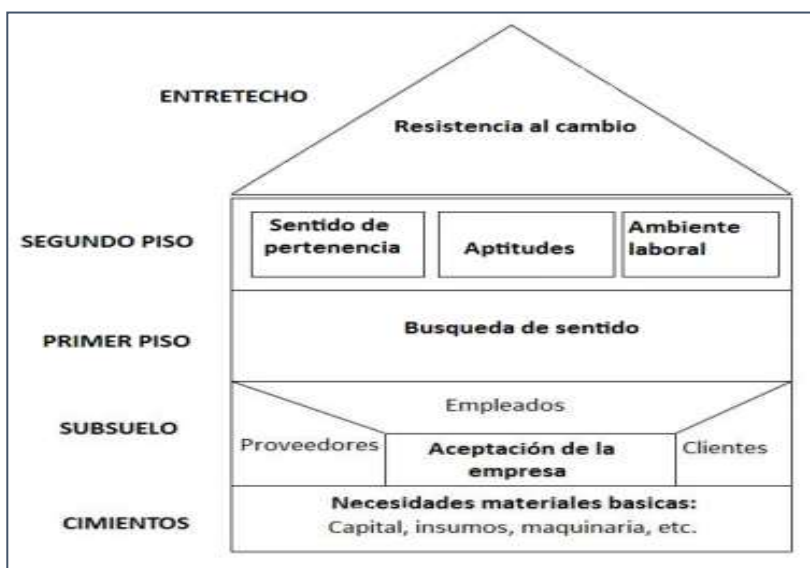 ENTRETECHO
Resistencia al cambio
SEGUNDO PISO
Sentido de
pertenencia
Aptitudes
Ambiente
laboral
PRIMER PISO
Busqueda de sentido
SUBSUELO
Empleados
Proveedores
Aceptación de la
empresa
Clientes
CIMIENTOS
Necesidades materiales basicas:
Capital, insumos, maquinaria, etc.